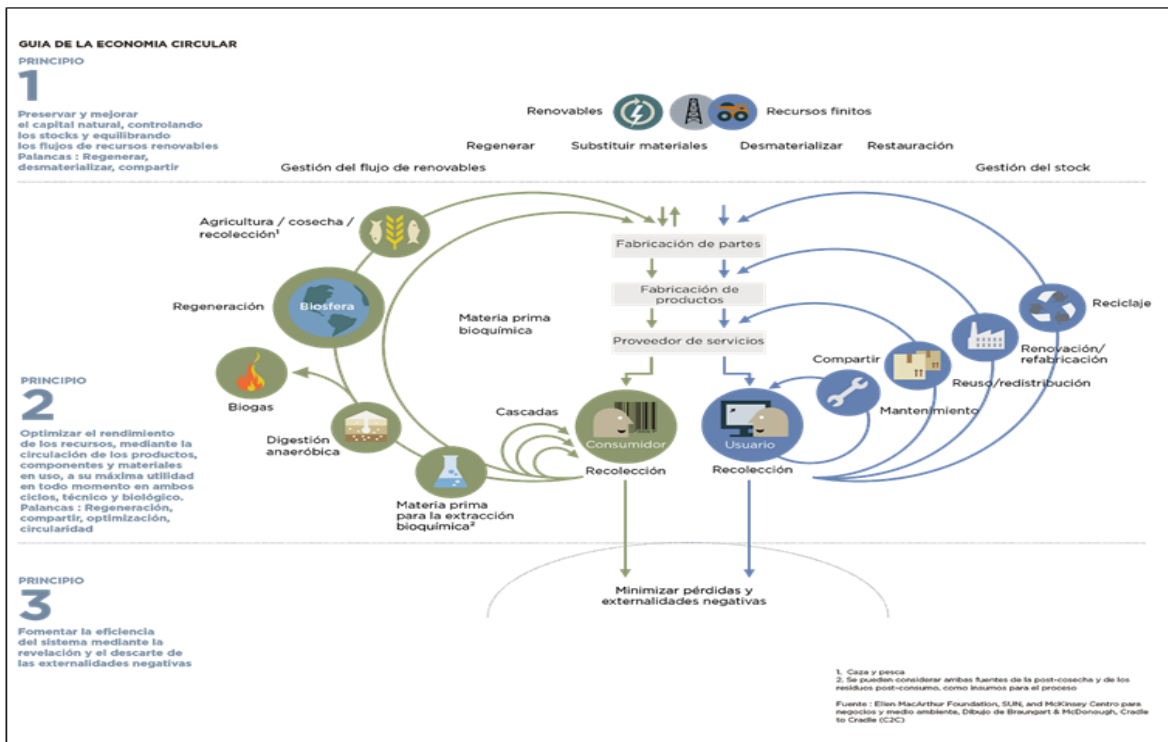 GUIA DE LA ECONOMIA CIRCULAR
PRINCIPIO
1
Preservar y mejorar
el capital natural, controlando
los stocks y equilibrando
los flujos de recursos renovables
Palancas : Regenerar,
desmaterializar, compartir
Renovables
Recursos finitos
Regenerar
Substituir materiales
Desmaterializar
Restauración
Gestión del flujo de renovables
Gestión del stock
Agricultura / cosecha /
recolección¹
Regeneración
Biosfera
Biogas
Digestión
anaeróbica
Materia prima
para la extracción
bioquímica²
Materia prima
bioquímica
Cascadas
Fabricación de partes
Fabricación de
productos
Proveedor de servicios
Consumidor
Recolección
Usuario
Recolección
Compartir
Mantenimiento
Reuso/redistribución
Renovación/
refabricación
Reciclaje
PRINCIPIO
2
Optimizar el rendimiento
de los recursos, mediante la
circulación de los productos,
componentes y materiales
en uso, a su máxima utilidad
en todo momento en ambos
ciclos, técnico y biológico.
Palancas : Regeneración,
compartir, optimización,
circularidad
PRINCIPIO
3
Fomentar la eficiencia
del sistema mediante la
revelación y el descarte de
las externalidades negativas
Minimizar pérdidas y
externalidades negativas
1. Caza y pesca
2. Se pueden considerar ambas fuentes de la post-cosecha y de los
residuos post-consumo, como insumos para el proceso
Fuente : Ellen MacArthur Foundation, SUN, and McKinsey Centro para
negocios y medio ambiente, Dibujo de Braungart & McDonough, Cradle
to Cradle (C2C)